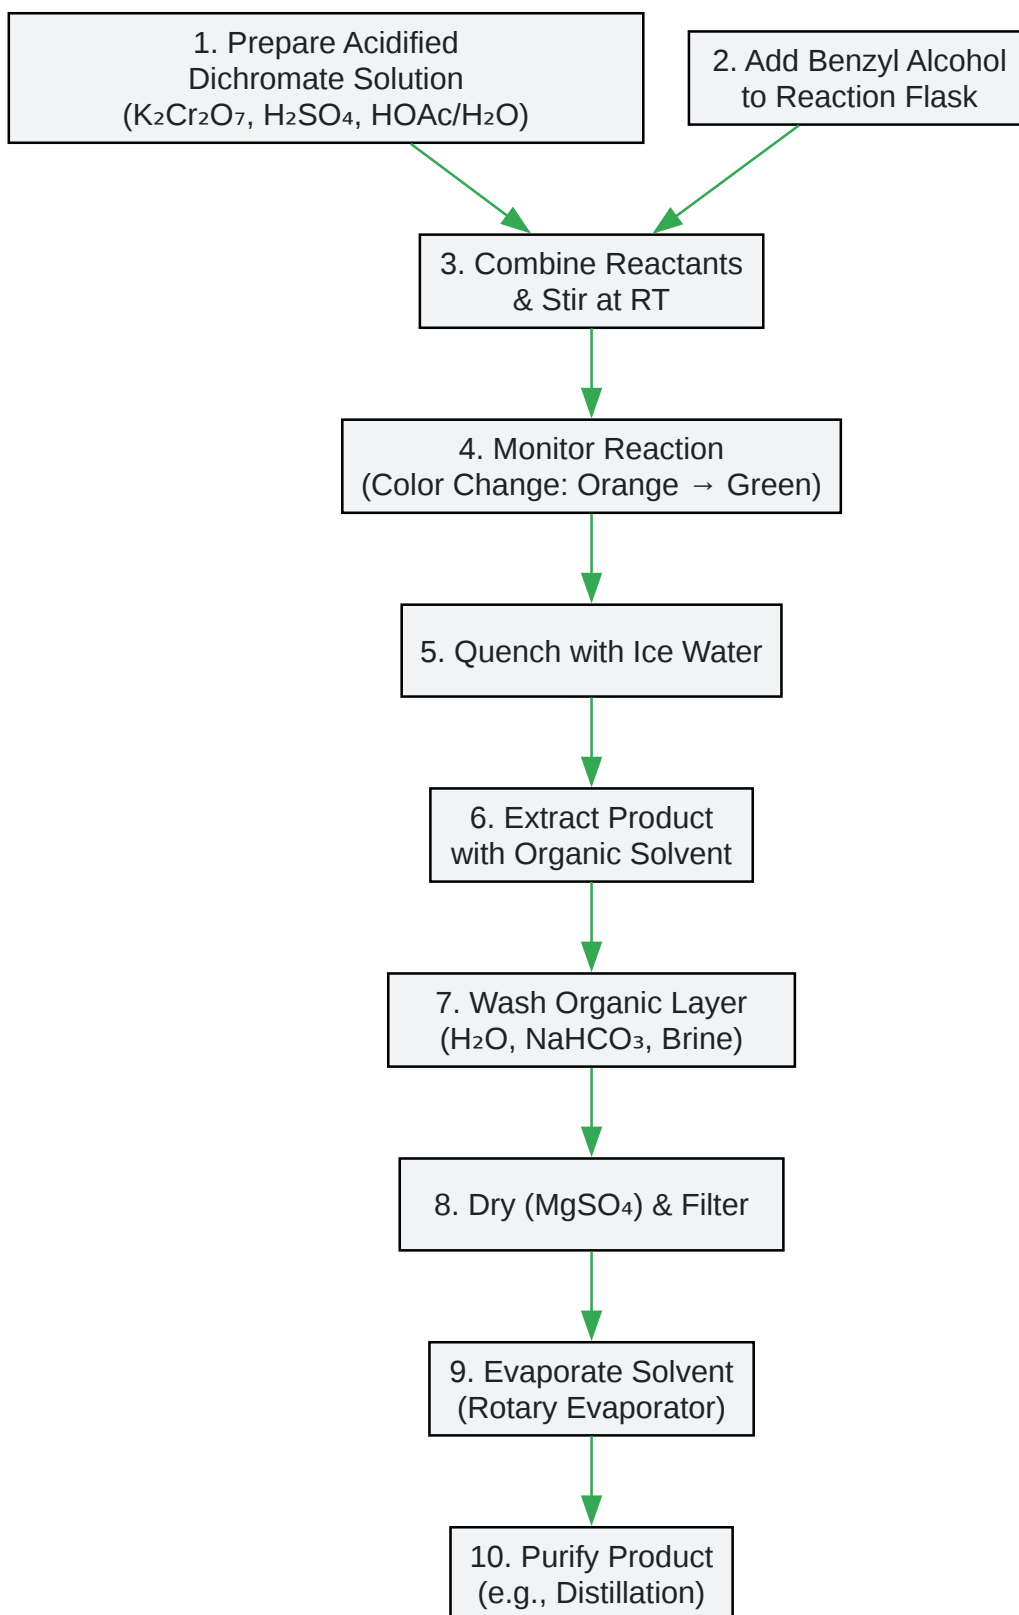 1. Prepare Acidified
Dichromate Solution
(K₂Cr₂O₇, H₂SO₄, HOAc/H₂O)
2. Add Benzyl Alcohol
to Reaction Flask
3. Combine Reactants
& Stir at RT
4. Monitor Reaction
(Color Change: Orange → Green)
5. Quench with Ice Water
6. Extract Product
with Organic Solvent
7. Wash Organic Layer
(H₂O, NaHCO₃, Brine)
8. Dry (MgSO₄) & Filter
9. Evaporate Solvent
(Rotary Evaporator)
10. Purify Product
(e.g., Distillation)